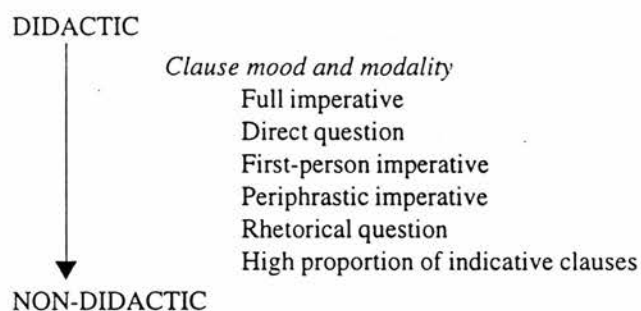 DIDACTIC
Clause mood and modality
Full imperative
Direct question
First-person imperative
Periphrastic imperative
Rhetorical question
High proportion of indicative clauses
NON-DIDACTIC